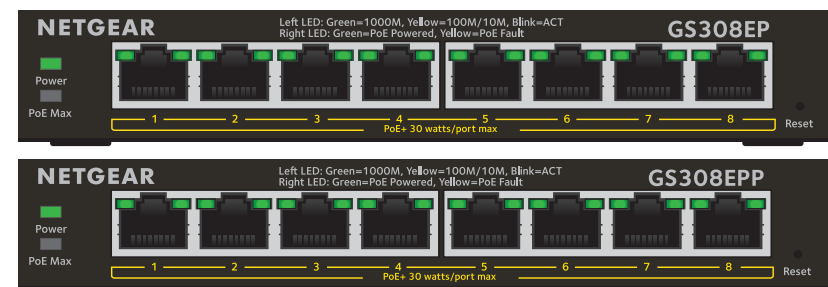 NETGEAR
Left LED: Green=1000M, Yellow=100M/10M, Blink=ACT
Right LED: Green=PoE Powered, Yellow=PoE Fault
GS308EP
Power
PoE Max
1 2 3 4 5 6 7 8
PoE+ 30 watts/port max
Reset
NETGEAR
Left LED: Green=1000M, Yellow=100M/10M, Blink=ACT
Right LED: Green=PoE Powered, Yellow=PoE Fault
GS308EPP
Power
PoE Max
1 2 3 4 5 6 7 8
PoE+ 30 watts/port max
Reset